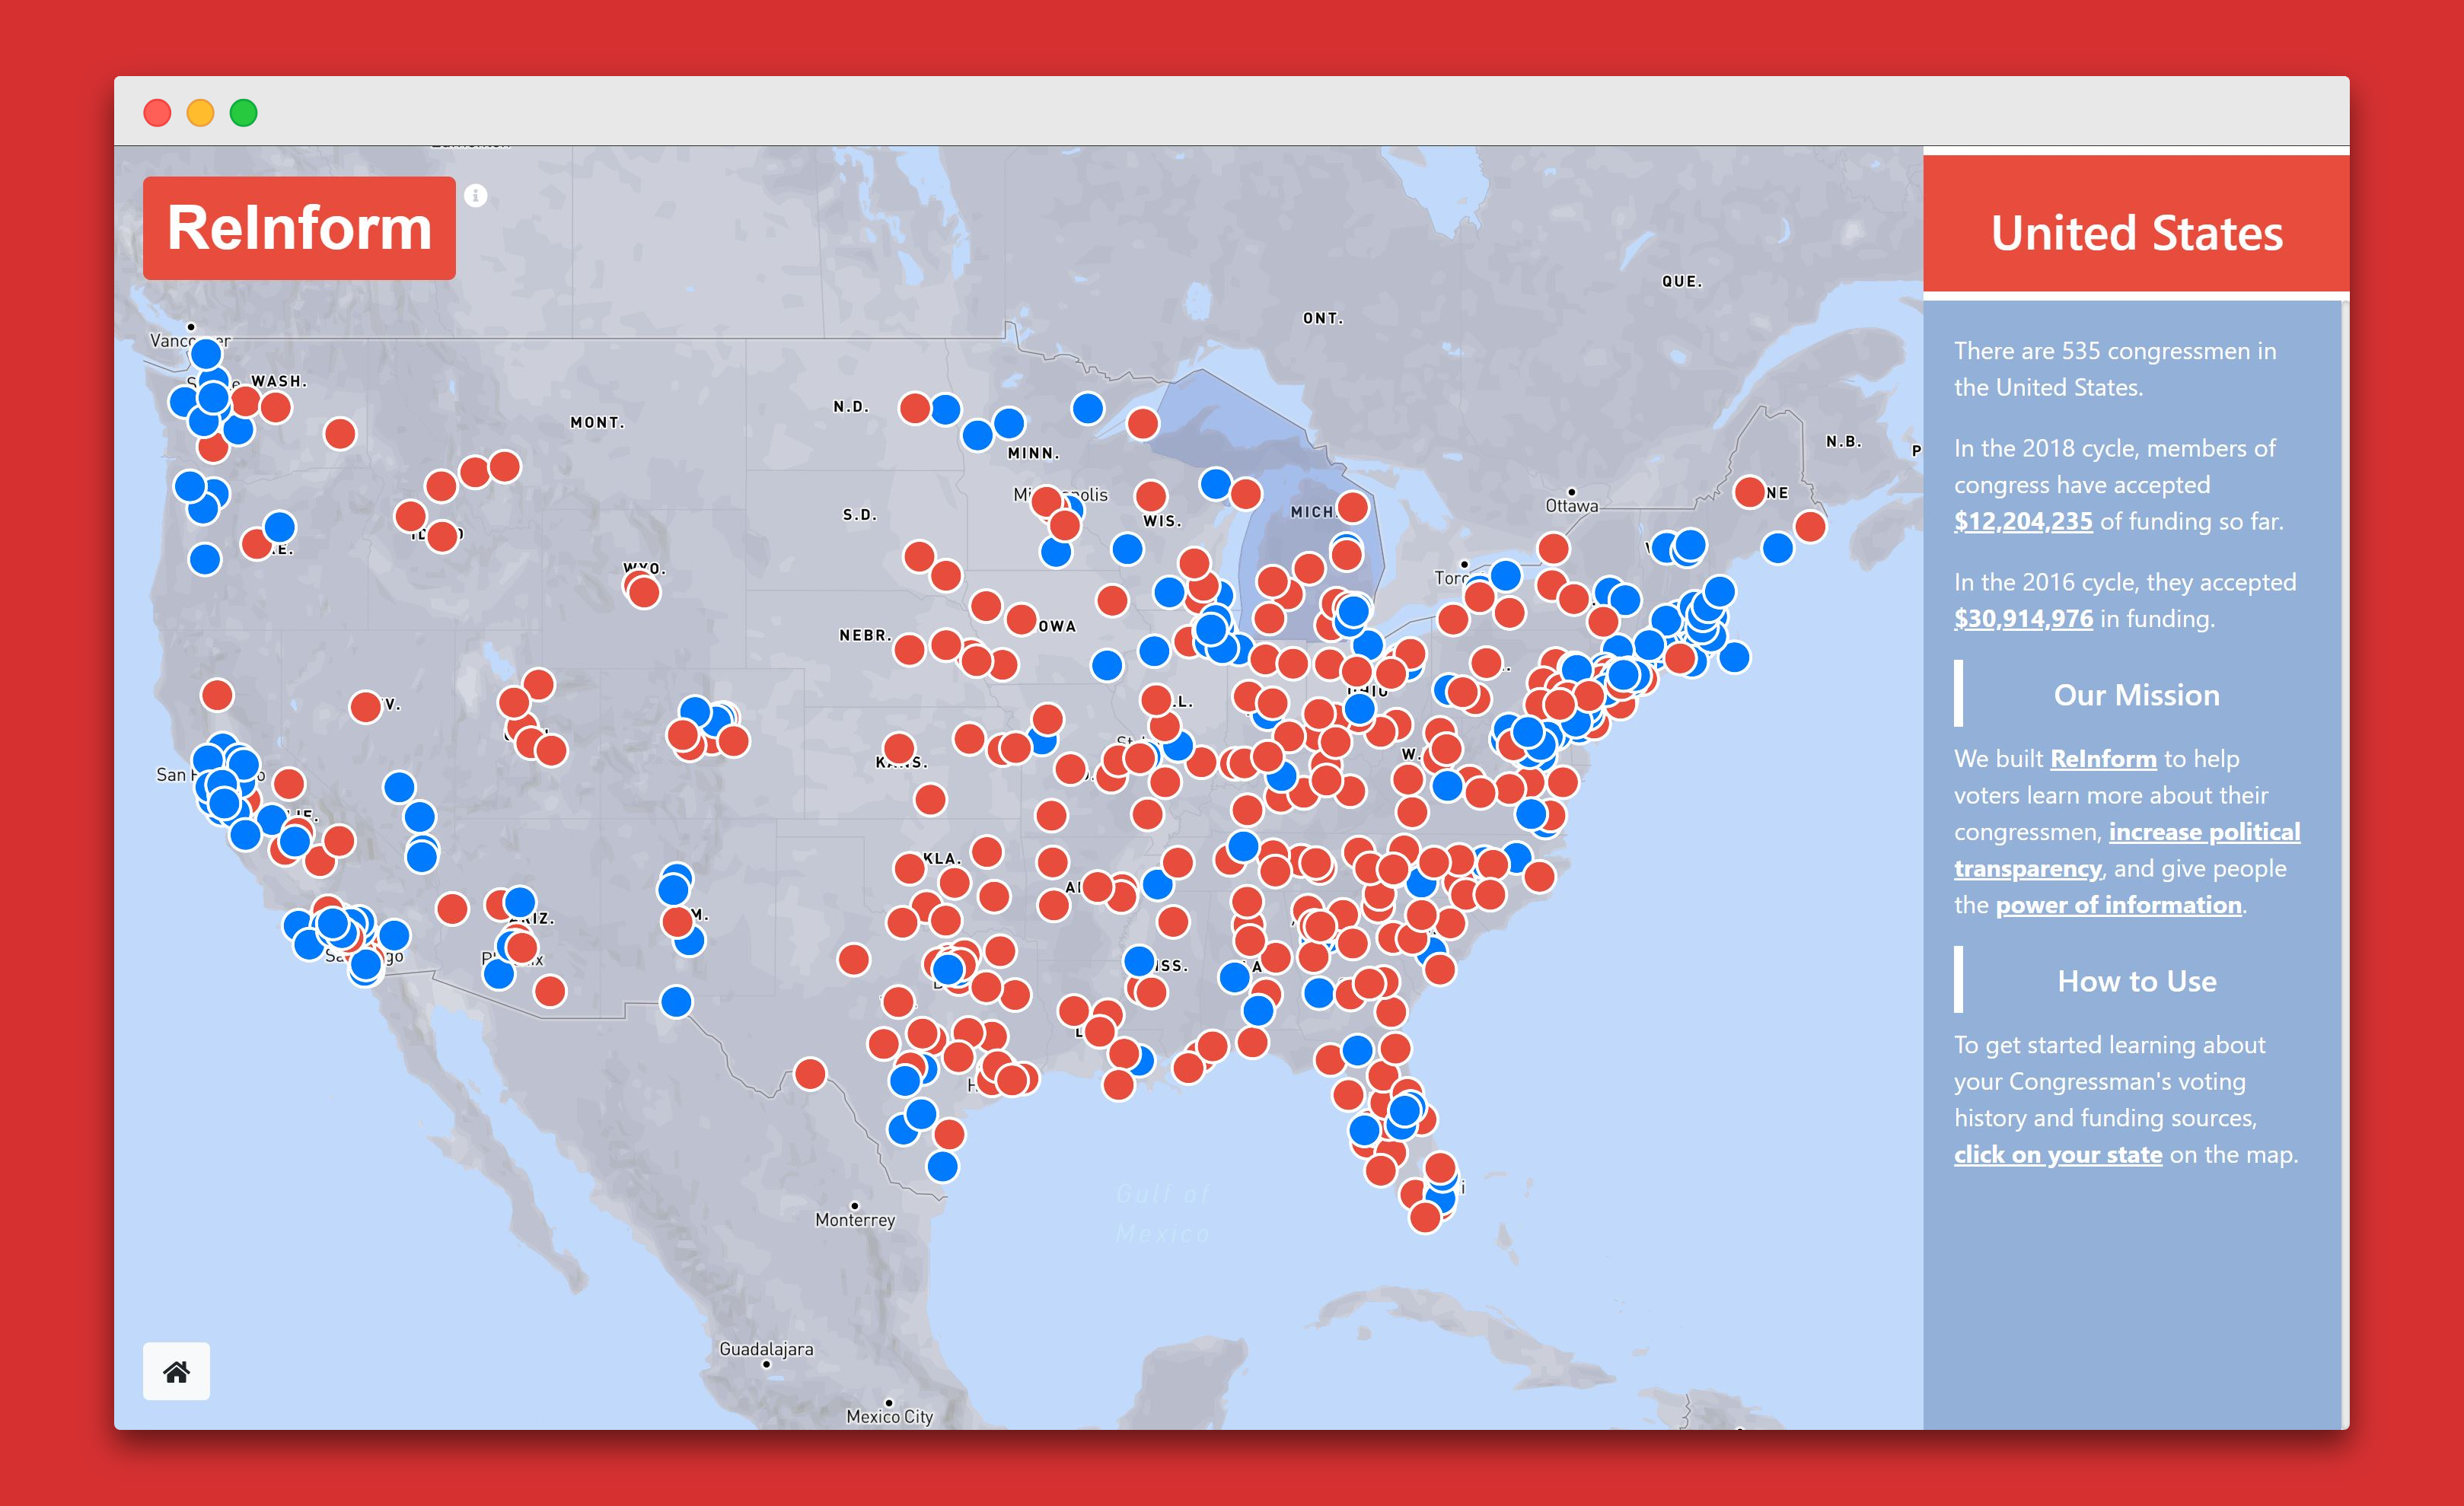 ReInform
United States
There are 535 congressmen in
the United States.
In the 2018 cycle, members of
congress have accepted
$12,204,235 of funding so far.
In the 2016 cycle, they accepted
$30,914,976 in funding.
Our Mission
We built ReInform to help
voters learn more about their
congressmen, increase political
transparency, and give people
the power of information.
How to Use
To get started learning about
your Congressman's voting
history and funding sources,
click on your state on the map.
QUE.
ONT.
WASH.
N.D.
MONT.
N.B.
MINN.
Ottawa
S.D.
MICH.
WIS.
WYO.
NEBR.
Gulf of
Mexico
Monterrey
Guadalajara
Mexico City